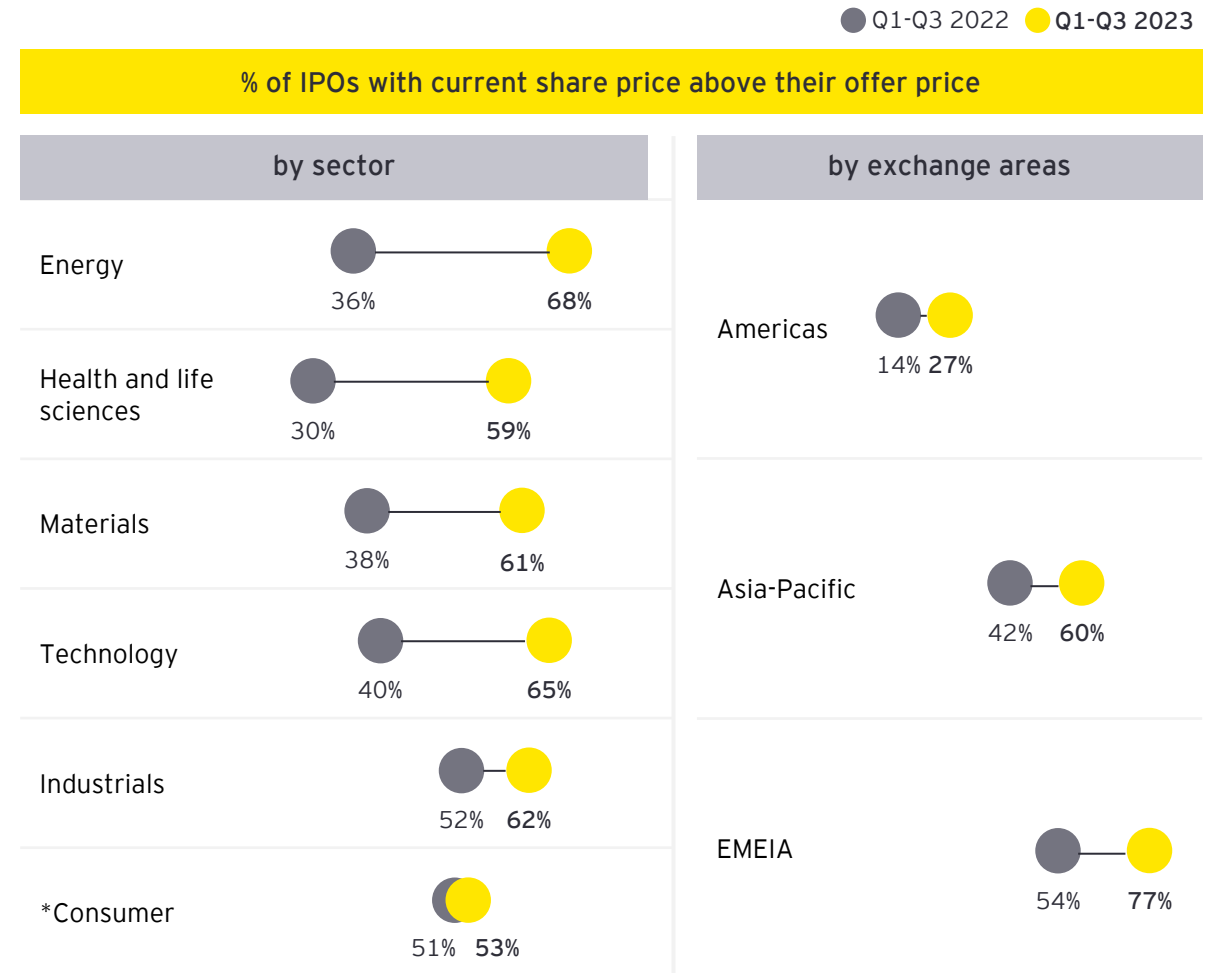 Q1-Q3 2022 Q1-Q3 2023
% of IPOs with current share price above their offer price
by sector
Energy
36% 68%
Health and life
sciences
30% 59%
Materials
38% 61%
Technology
40% 65%
Industrials
52% 62%
*Consumer
51% 53%
by exchange areas
Americas
14% 27%
Asia-Pacific
42% 60%
EMEIA
54% 77%